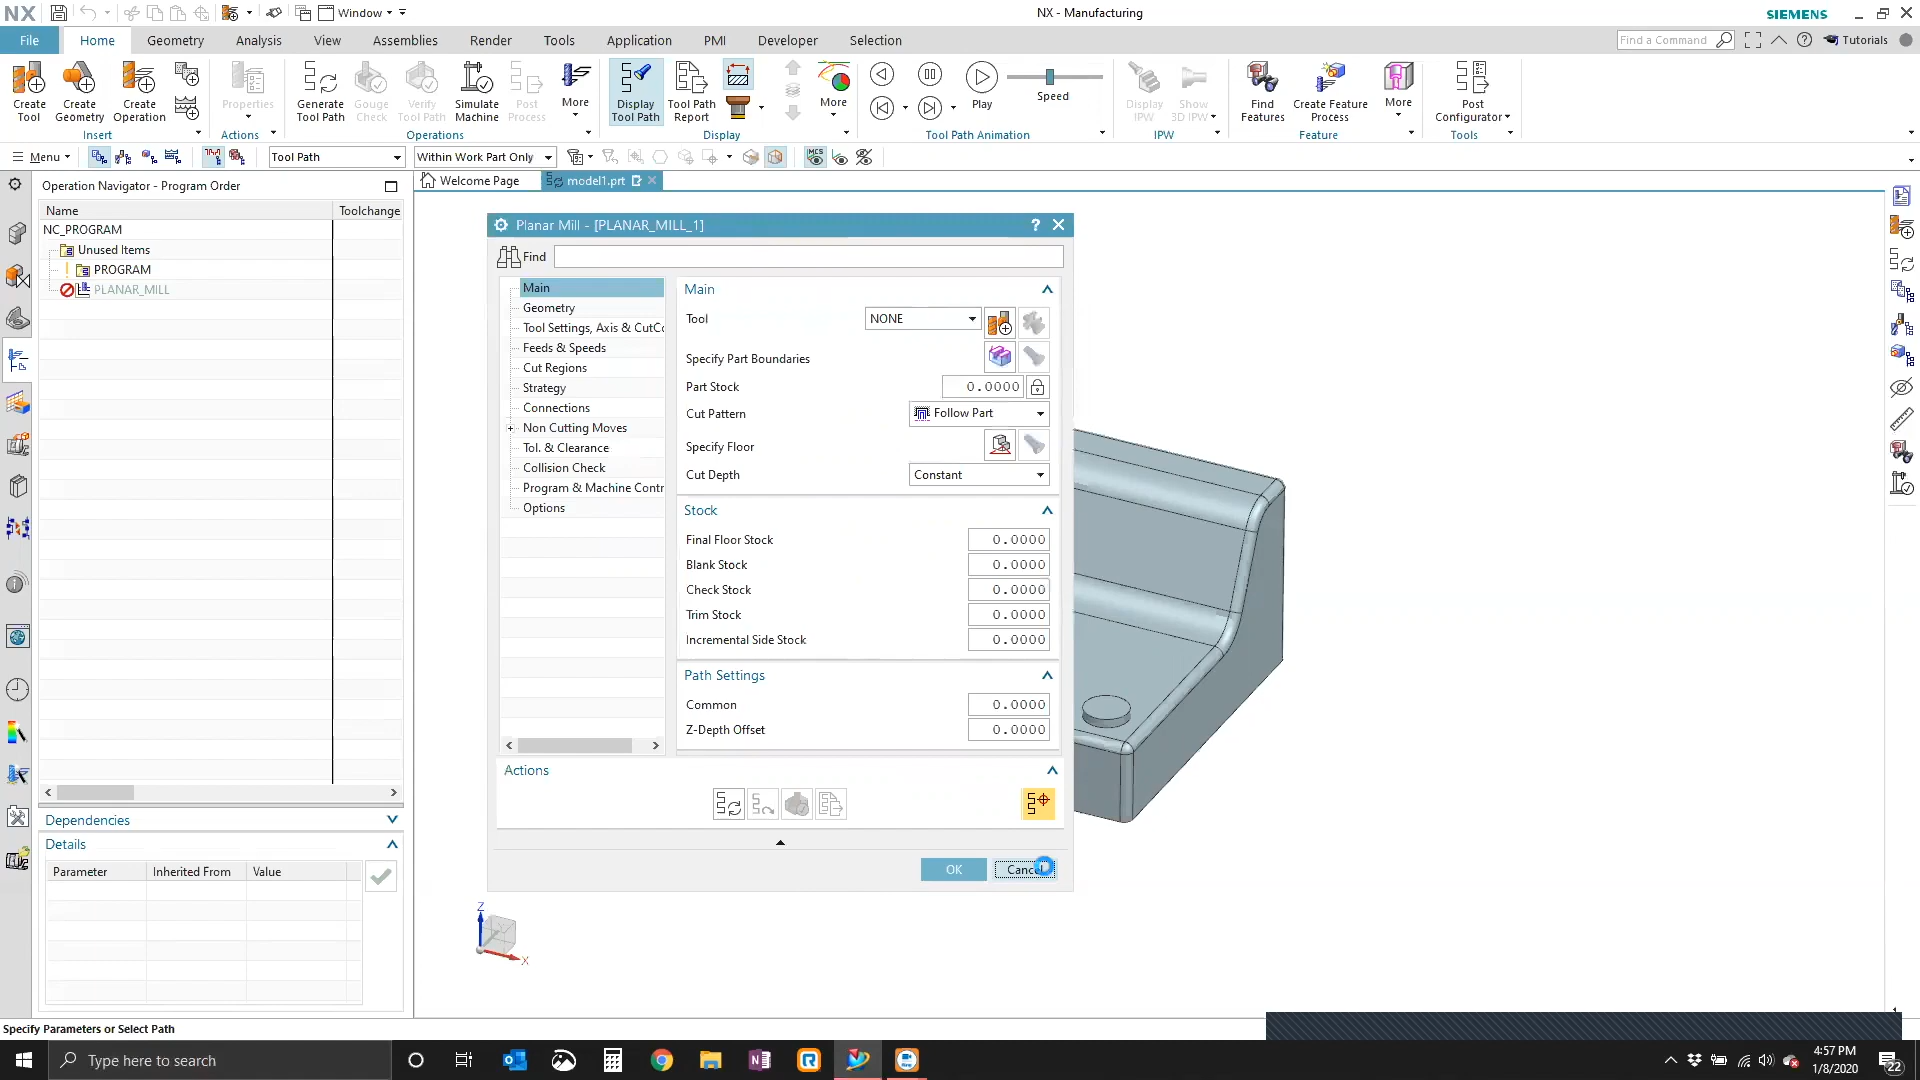 NX Window NX - Manufacturing SIEMENS
File Home Geometry Analysis View Assemblies Render Tools Application PMI Developer Selection Find a Command Tutorials
Create Tool
Create Geometry
Create Operation
Properties
Generate Tool Path
Gouge Check
Verify Tool Path
Simulate Machine
Post Process
More
Display Tool Path
Tool Path Report
More
Play
Speed
Display IPW
Show 3D IPW
Find Features
Create Feature Process
More
Post Configurator
Insert Actions Operations Display Tool Path Animation IPW Feature Tools
Menu Tool Path Within Work Part Only MCS
Operation Navigator - Program Order
Welcome Page model1.prt
Name Toolchange
NC_PROGRAM
Unused Items
PROGRAM
PLANAR_MILL
Dependencies
Details
Parameter Inherited From Value
Planar Mill - [PLANAR_MILL_1] ?
Find
Main
Geometry
Tool Settings, Axis & CutCo
Feeds & Speeds
Cut Regions
Strategy
Connections
Non Cutting Moves
Tol. & Clearance
Collision Check
Program & Machine Contr
Options
Main
Tool NONE
Specify Part Boundaries
Part Stock 0.0000
Cut Pattern Follow Part
Specify Floor
Cut Depth Constant
Stock
Final Floor Stock 0.0000
Blank Stock 0.0000
Check Stock 0.0000
Trim Stock 0.0000
Incremental Side Stock 0.0000
Path Settings
Common 0.0000
Z-Depth Offset 0.0000
Actions
OK Cancel
Z
X
Specify Parameters or Select Path
Type here to search
4:57 PM
1/8/2020
22